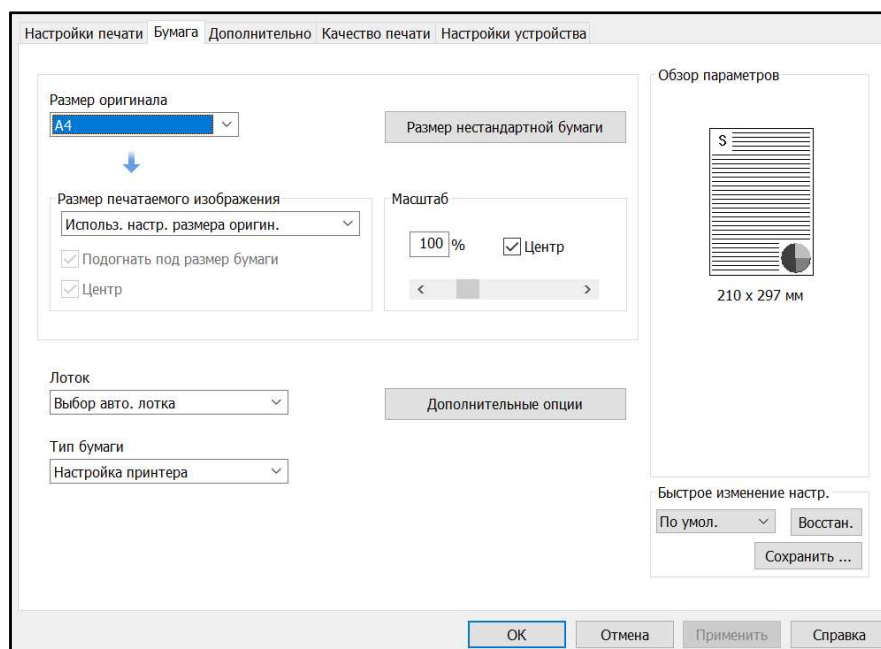 Настройки печати Бумага Дополнительно Качество печати Настройки устройства
Размер оригинала
A4
Размер нестандартной бумаги
Размер печатаемого изображения
Использ. настр. размера оригин.
Подогнать под размер бумаги
Центр
Масштаб
100 %
Центр
Лоток
Выбор авто. лотка
Дополнительные опции
Тип бумаги
Настройка принтера
Обзор параметров
S
210 x 297 мм
Быстрое изменение настр.
По умол. Восстан.
Сохранить ...
ОК Отмена Применить Справка